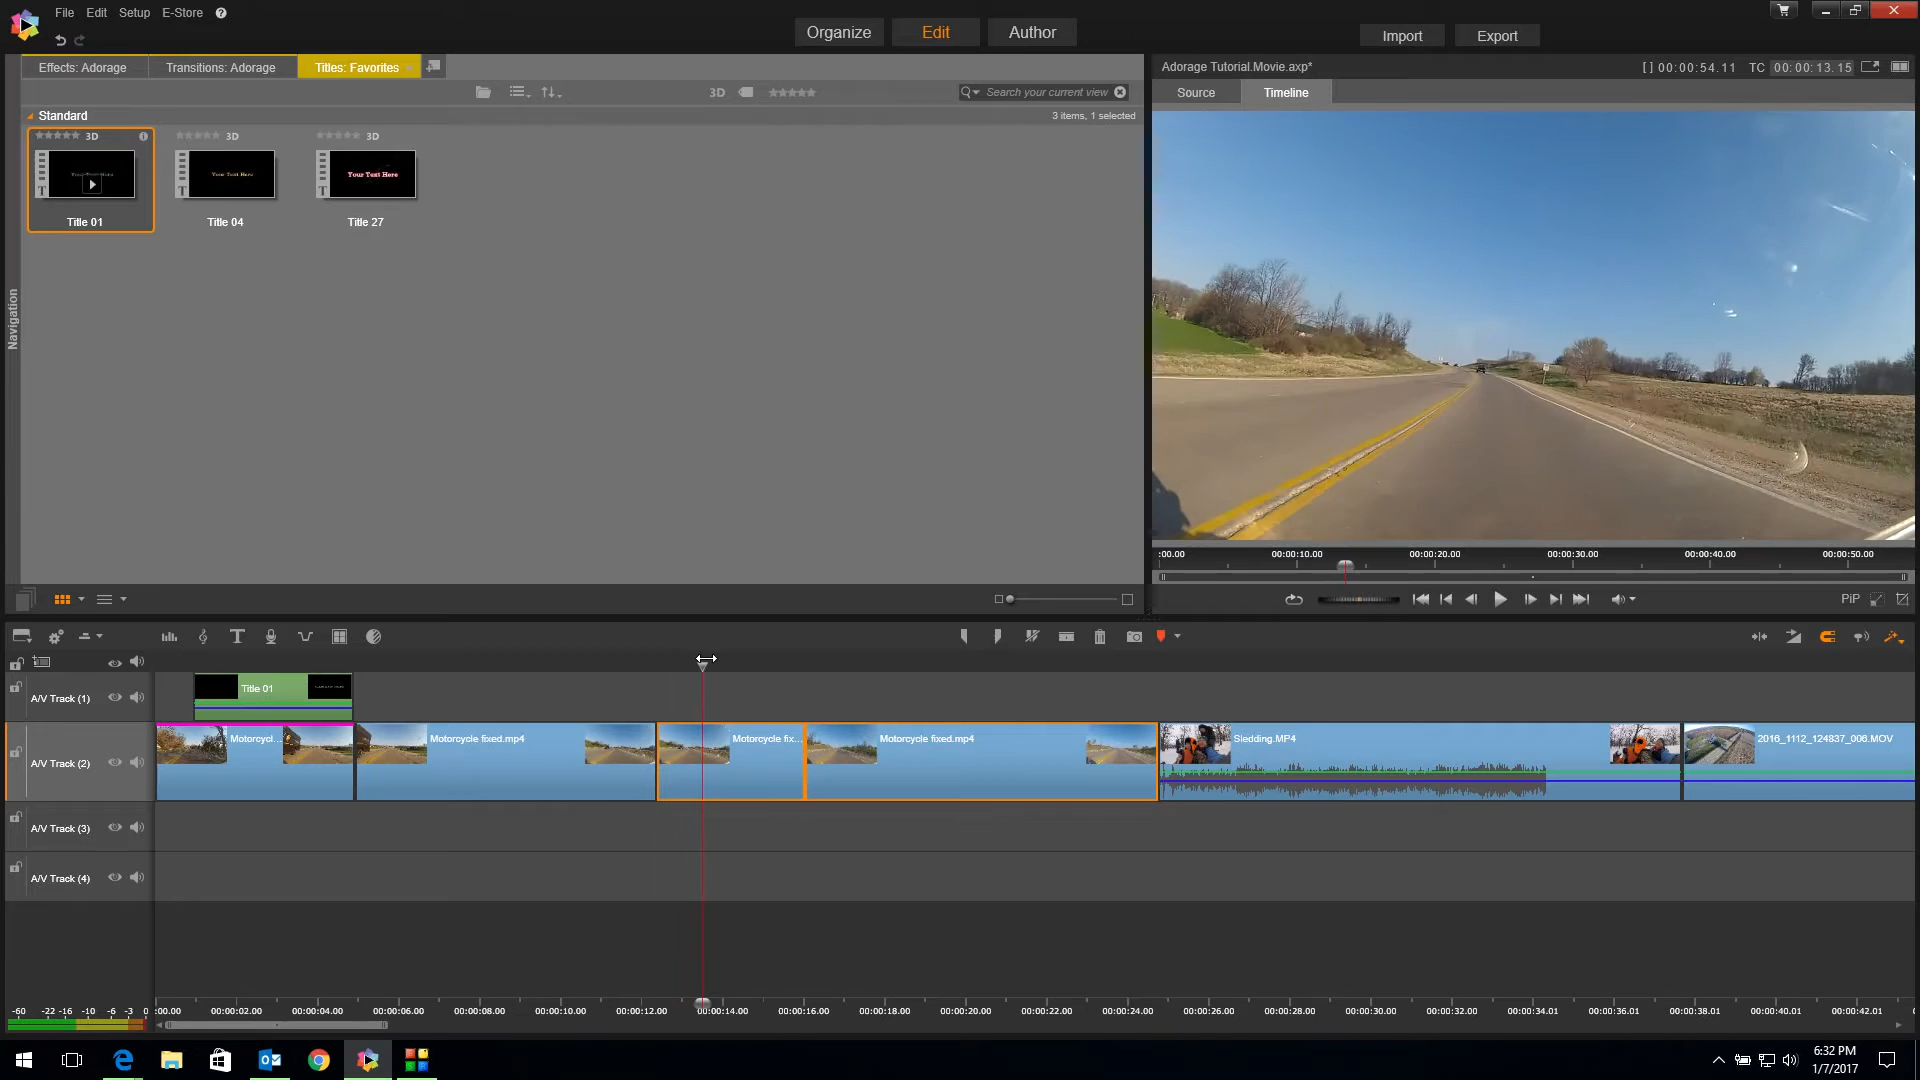 File Edit Setup E-Store
Organize Edit Author
Import Export
Effects: Adorage Transitions: Adorage Titles: Favorites
Adorage Tutorial.Movie.axp* [ ] 00:00:54.11 TC 00:00:13.15
3D Search your current view
Source Timeline
Standard 3 items, 1 selected
3D 3D 3D
Your Text Here Your Text Here
Title 01 Title 04 Title 27
Navigation
:00.00 00:00:10.00 00:00:20.00 00:00:30.00 00:00:40.00 00:00:50.00
PiP
A/V Track (1) Title 01
A/V Track (2) Motorcycl... Motorcycle fixed.mp4 Motorcycle fix... Motorcycle fixed.mp4 Sledding.MP4 2016_1112_124837_006.MOV
A/V Track (3)
A/V Track (4)
-60 -22 -16 -10 -6 -3 0 :00.00 00:00:02.00 00:00:04.00 00:00:06.00 00:00:08.00 00:00:10.00 00:00:12.00 00:00:14.00 00:00:16.00 00:00:18.00 00:00:20.00 00:00:22.00 00:00:24.00 00:00:26.00 00:00:28.00 00:00:30.00 00:00:32.00 00:00:34.01 00:00:36.01 00:00:38.01 00:00:40.01 00:00:42.01
6:32 PM
1/7/2017